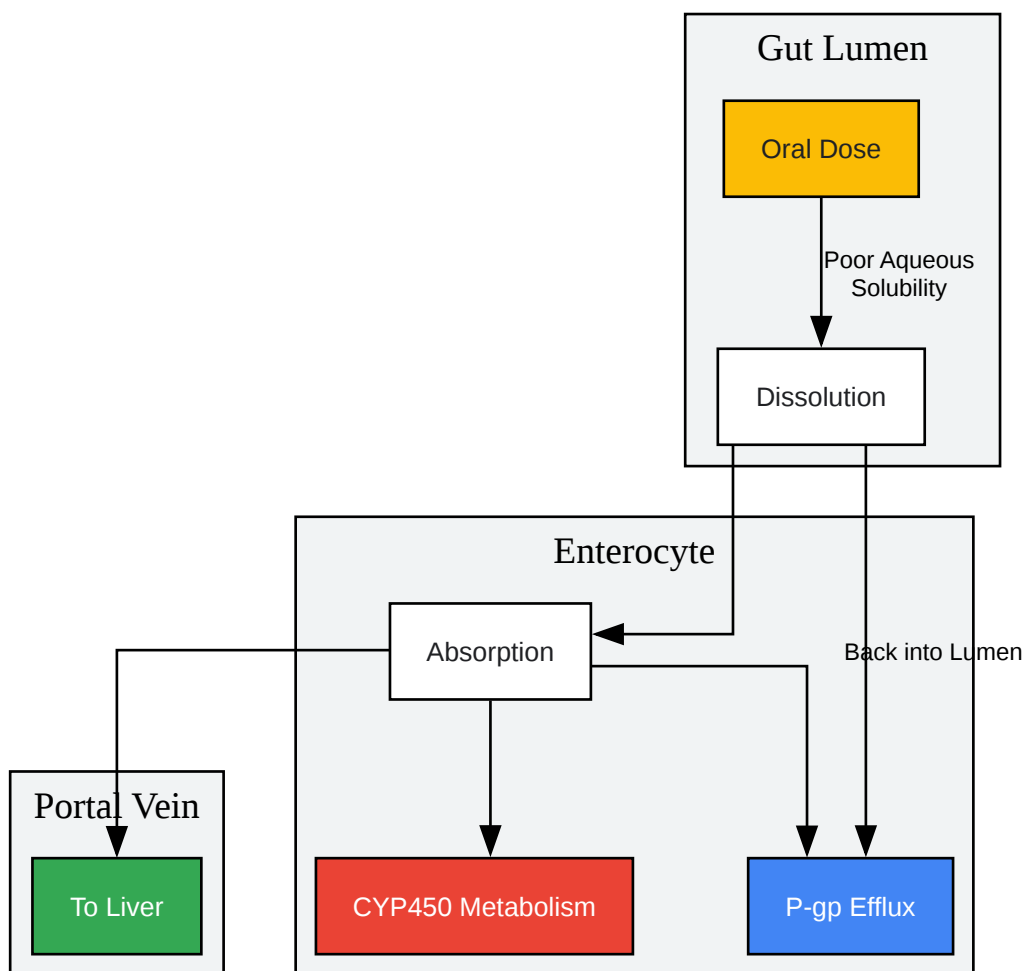 Gut Lumen
Oral Dose
Poor Aqueous
Solubility
Dissolution
Enterocyte
Absorption
Back into Lumen
Portal Vein
To Liver
CYP450 Metabolism
P-gp Efflux